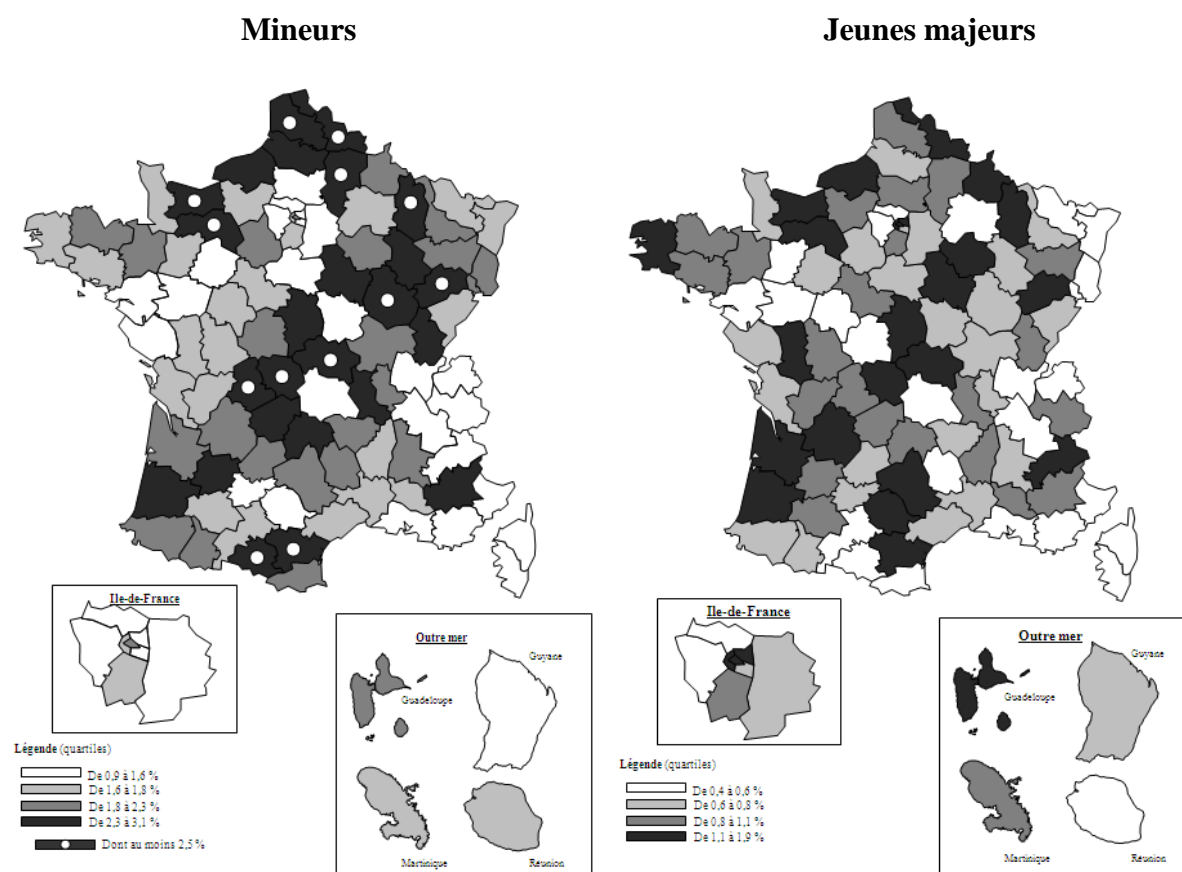 Mineurs
Jeunes majeurs
Ile-de-France
Outre mer
Guyane
Guadeloupe
Martinique
Réunion
Légende (quartiles)
De 0,9 à 1,6 %
De 1,6 à 1,8 %
De 1,8 à 2,3 %
De 2,3 à 3,1 %
Dont au moins 2,5 %
Ile-de-France
Outre mer
Guyane
Guadeloupe
Martinique
Réunion
Légende (quartiles)
De 0,4 à 0,6 %
De 0,6 à 0,8 %
De 0,8 à 1,1 %
De 1,1 à 1,9 %